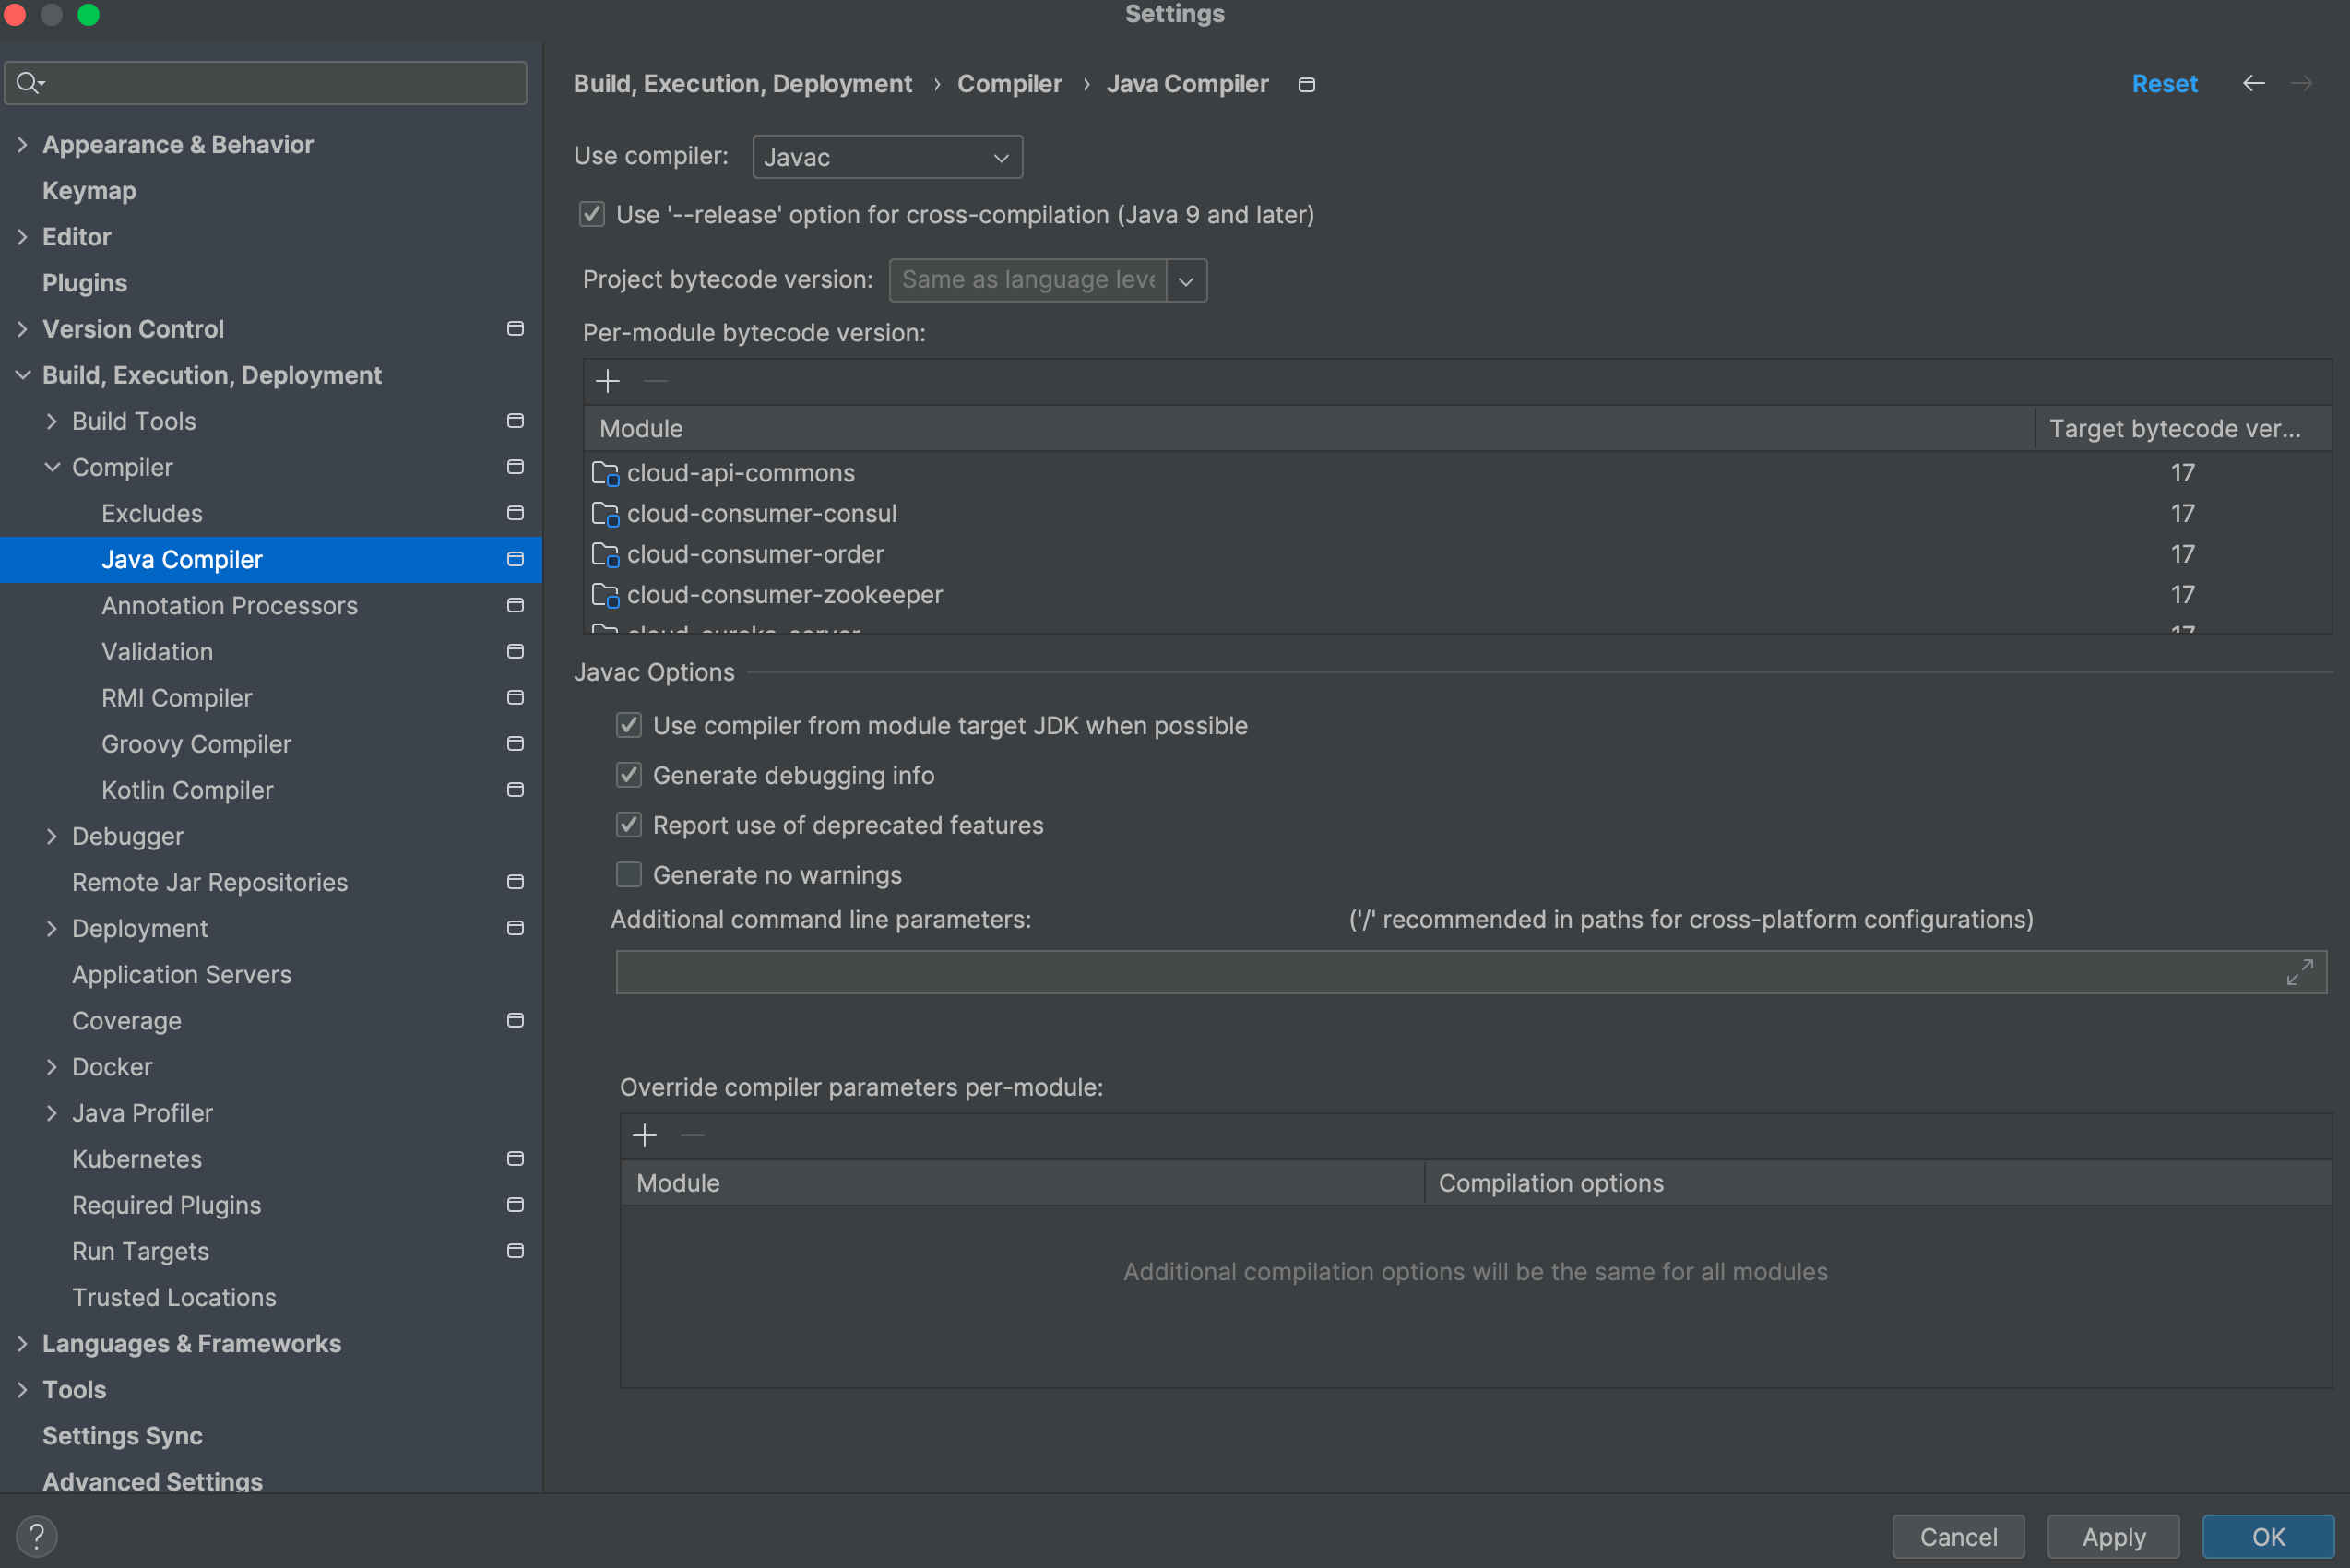 Settings
Build, Execution, Deployment › Compiler › Java Compiler
Reset
Appearance & Behavior
Keymap
Editor
Plugins
Version Control
Build, Execution, Deployment
Build Tools
Compiler
Excludes
Java Compiler
Annotation Processors
Validation
RMI Compiler
Groovy Compiler
Kotlin Compiler
Debugger
Remote Jar Repositories
Deployment
Application Servers
Coverage
Docker
Java Profiler
Kubernetes
Required Plugins
Run Targets
Trusted Locations
Languages & Frameworks
Tools
Settings Sync
Advanced Settings
Use compiler: Javac
Use '--release' option for cross-compilation (Java 9 and later)
Project bytecode version: Same as language leve
Per-module bytecode version:
Module Target bytecode ver...
cloud-api-commons 17
cloud-consumer-consul 17
cloud-consumer-order 17
cloud-consumer-zookeeper 17
cloud-eureka-server 17
Javac Options
Use compiler from module target JDK when possible
Generate debugging info
Report use of deprecated features
Generate no warnings
Additional command line parameters: ('/' recommended in paths for cross-platform configurations)
Override compiler parameters per-module:
Module Compilation options
Additional compilation options will be the same for all modules
?
Cancel Apply OK